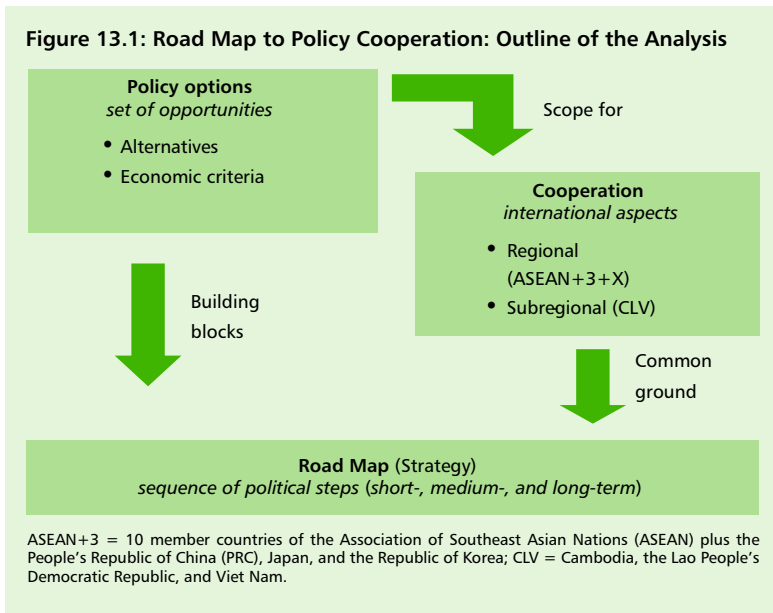 Figure 13.1: Road Map to Policy Cooperation: Outline of the Analysis
Policy options
set of opportunities
• Alternatives
• Economic criteria
Scope for
Cooperation
international aspects
• Regional
(ASEAN+3+X)
• Subregional (CLV)
Building
blocks
Common
ground
Road Map (Strategy)
sequence of political steps (short-, medium-, and long-term)
ASEAN+3 = 10 member countries of the Association of Southeast Asian Nations (ASEAN) plus the
People's Republic of China (PRC), Japan, and the Republic of Korea; CLV = Cambodia, the Lao People's
Democratic Republic, and Viet Nam.